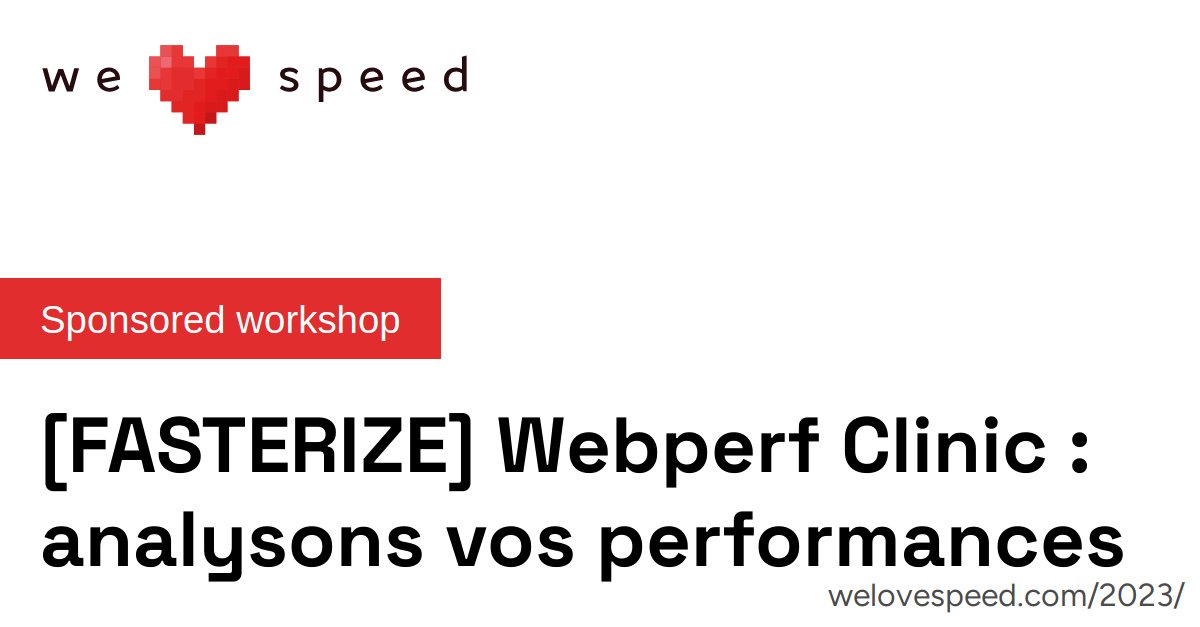 we speed
Sponsored workshop
[FASTERIZE] Webperf Clinic :
analysons vos performances
welovespeed.com/2023/